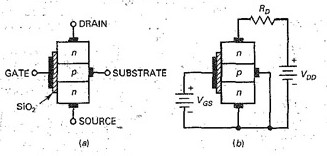 DRAIN
n
GATE
p
SUBSTRATE
n
SiO2
SOURCE
(a)
RD
n
p
VDD
n
VGS
(b)